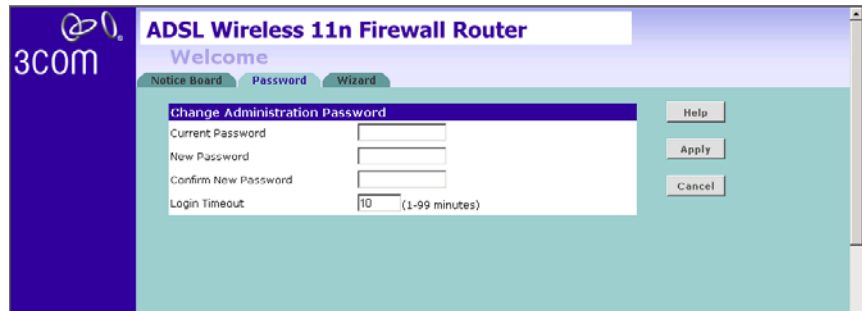 3COM
ADSL Wireless 11n Firewall Router
Welcome
Notice Board Password Wizard
Change Administration Password
Current Password
New Password
Confirm New Password
Login Timeout 10 (1-99 minutes)
Help
Apply
Cancel